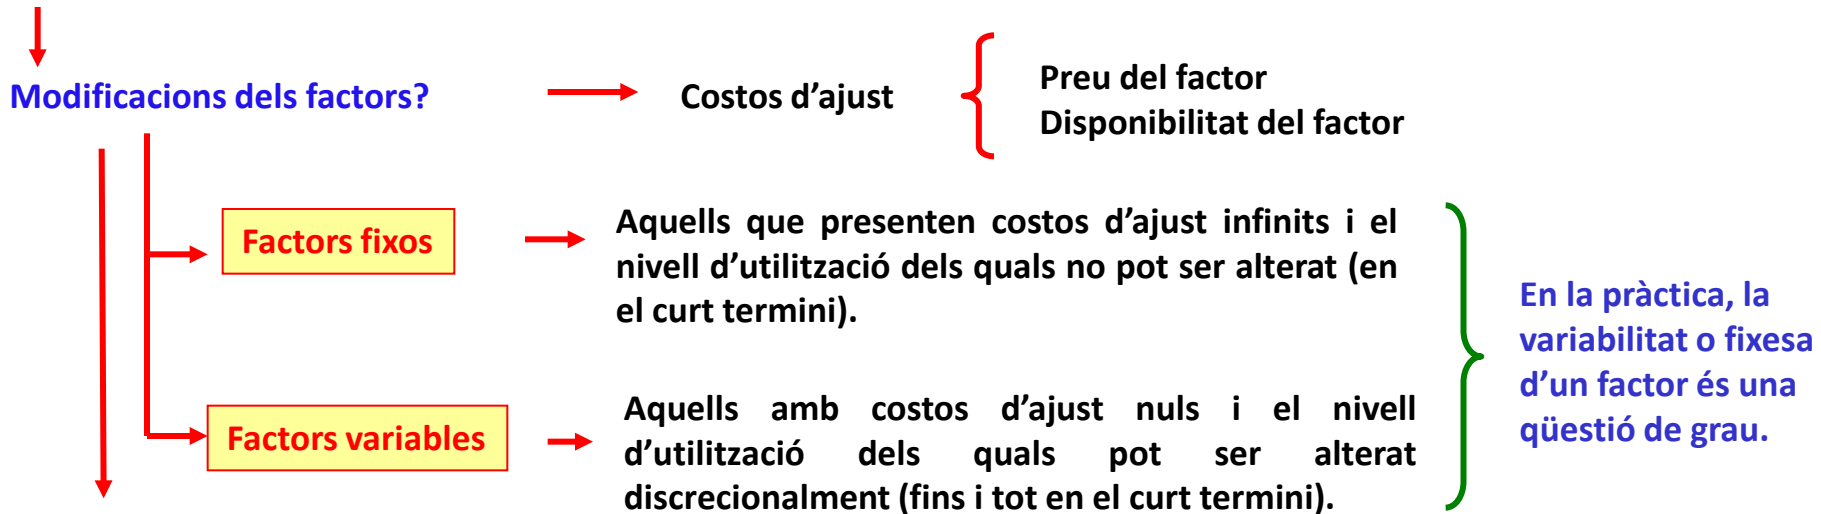 Modificacions dels factors?
Costos d’ajust
Preu del factor
Disponibilitat del factor
Factors fixos
Aquells que presenten costos d’ajust infinits i el
nivell d’utilització dels quals no pot ser alterat (en
el curt termini).
Factors variables
Aquells amb costos d’ajust nuls i el nivell
d’utilització dels quals pot ser alterat
discrecionalment (fins i tot en el curt termini).
En la pràctica, la
variabilitat o fixesa
d’un factor és una
qüestió de grau.